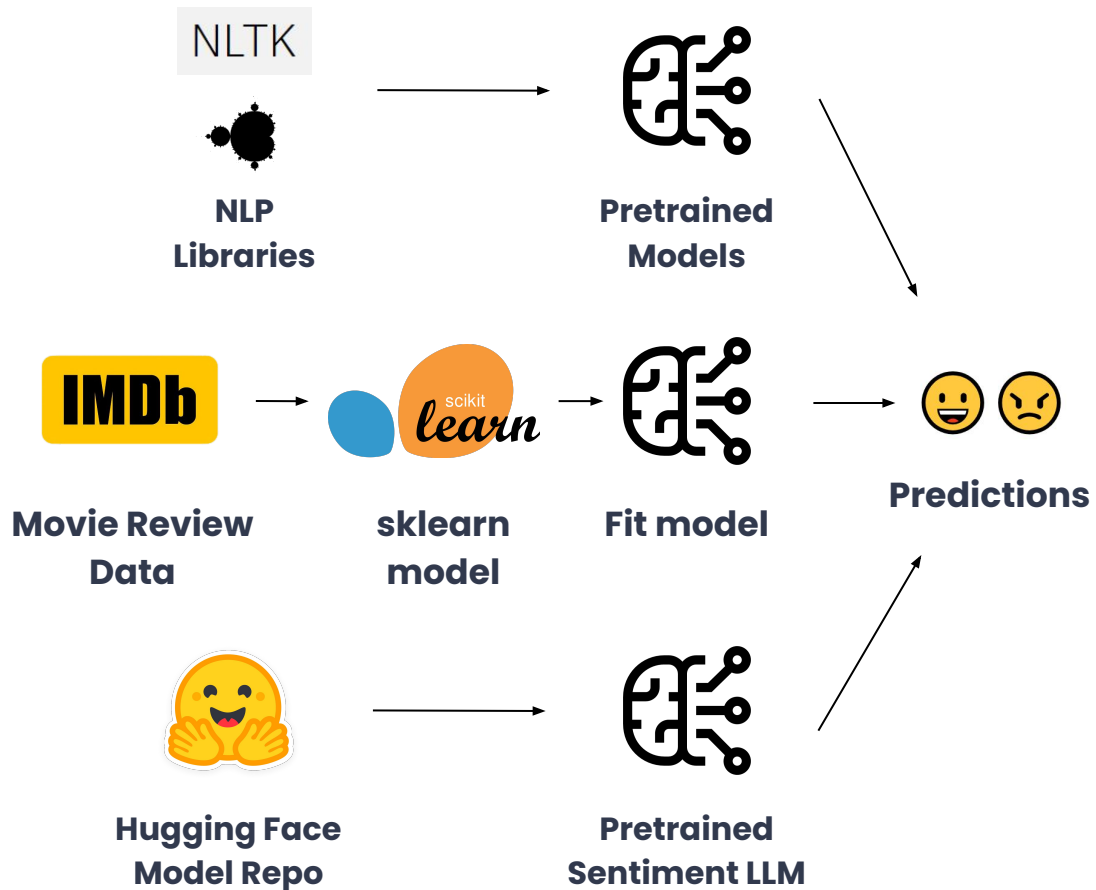 NLTK
NLP
Libraries
Pretrained
Models
IMDb
scikit
learn
Movie Review
Data
sklearn
model
Fit model
Predictions
Hugging Face
Model Repo
Pretrained
Sentiment LLM